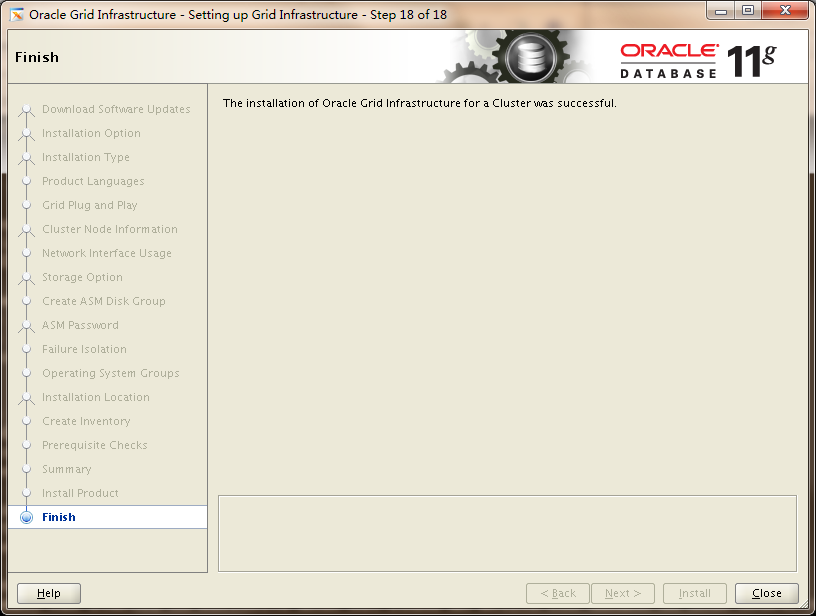 Oracle Grid Infrastructure - Setting up Grid Infrastructure - Step 18 of 18
Finish
ORACLE
DATABASE
11g
Download Software Updates
Installation Option
Installation Type
Product Languages
Grid Plug and Play
Cluster Node Information
Network Interface Usage
Storage Option
Create ASM Disk Group
ASM Password
Failure Isolation
Operating System Groups
Installation Location
Create Inventory
Prerequisite Checks
Summary
Install Product
Finish
The installation of Oracle Grid Infrastructure for a Cluster was successful.
Help
< Back
Next >
Install
Close